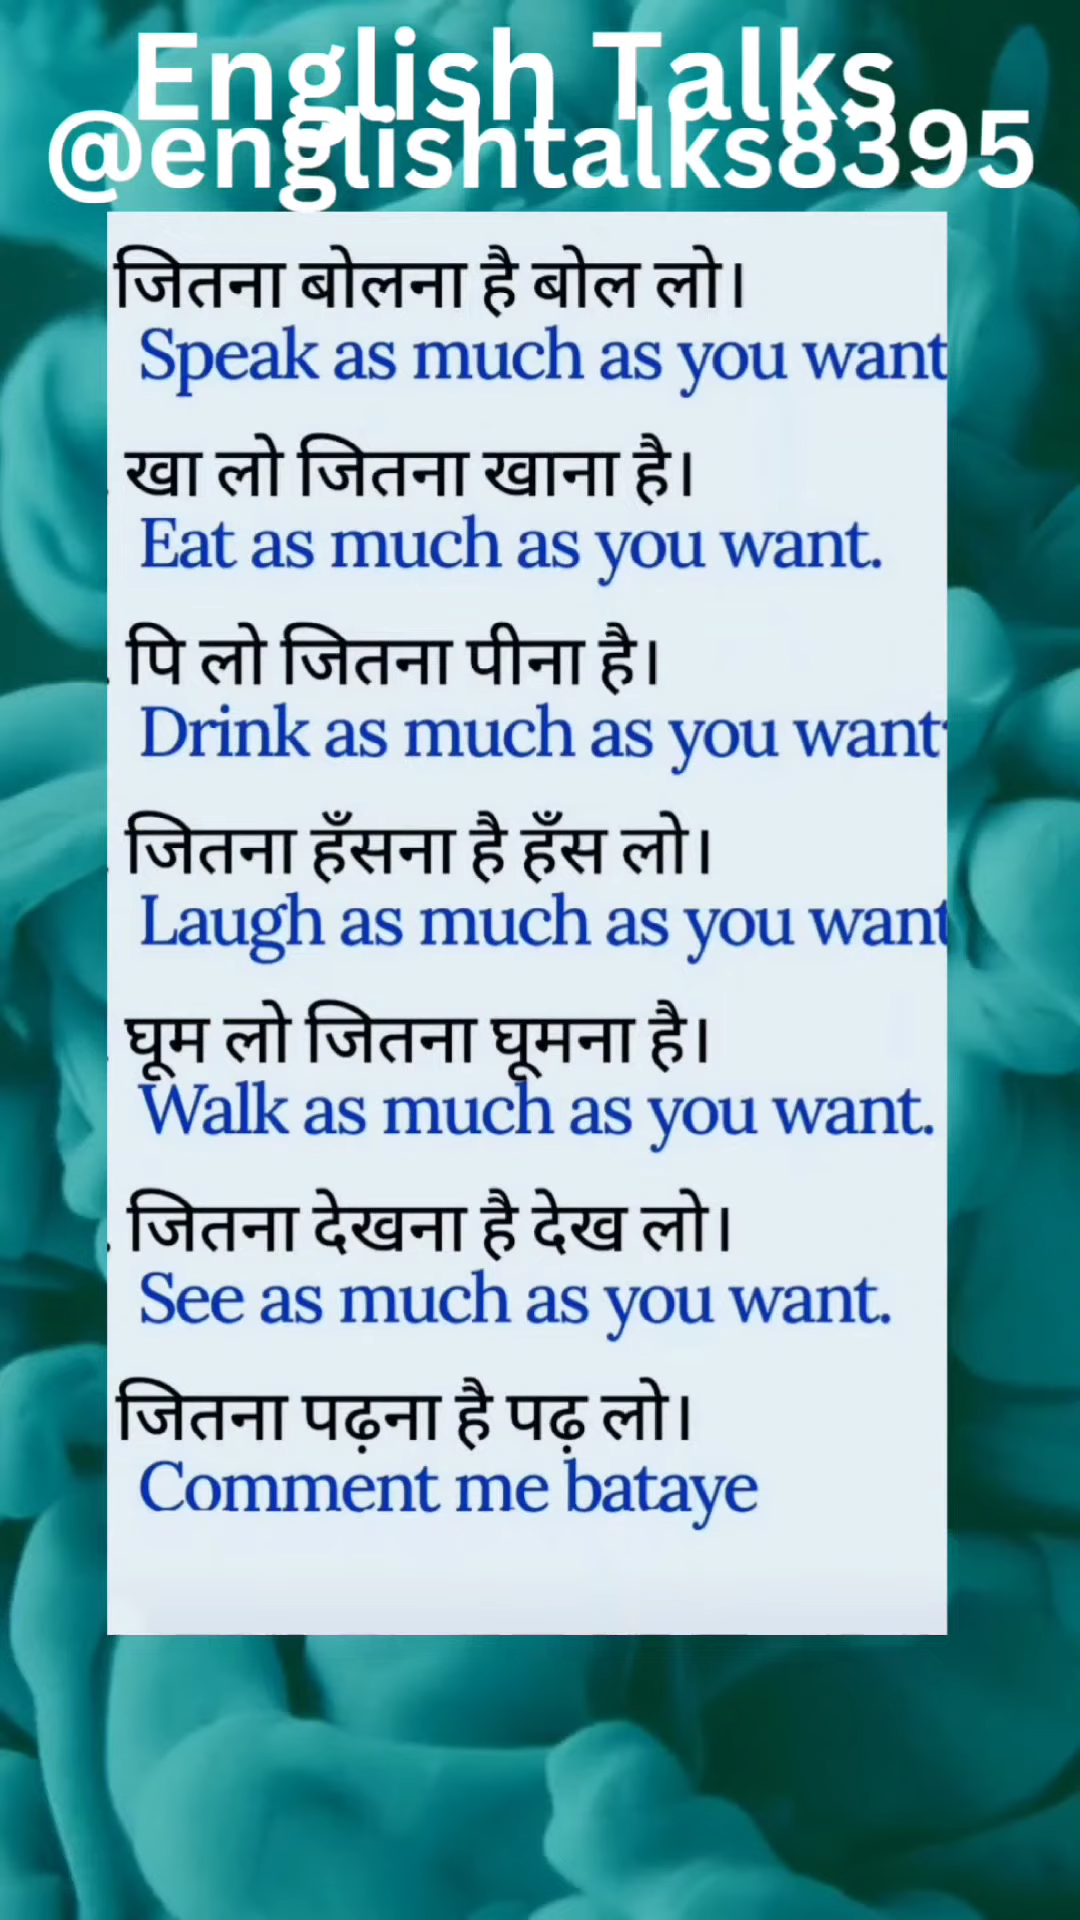 English Talks
@englishtalks8395
जितना बोलना है बोल लो।
Speak as much as you want
खा लो जितना खाना है।
Eat as much as you want.
पि लो जितना पीना है।
Drink as much as you want
जितना हँसना है हँस लो।
Laugh as much as you want
घूम लो जितना घूमना है।
Walk as much as you want.
जितना देखना है देख लो।
See as much as you want.
जितना पढ़ना है पढ़ लो।
Comment me bataye